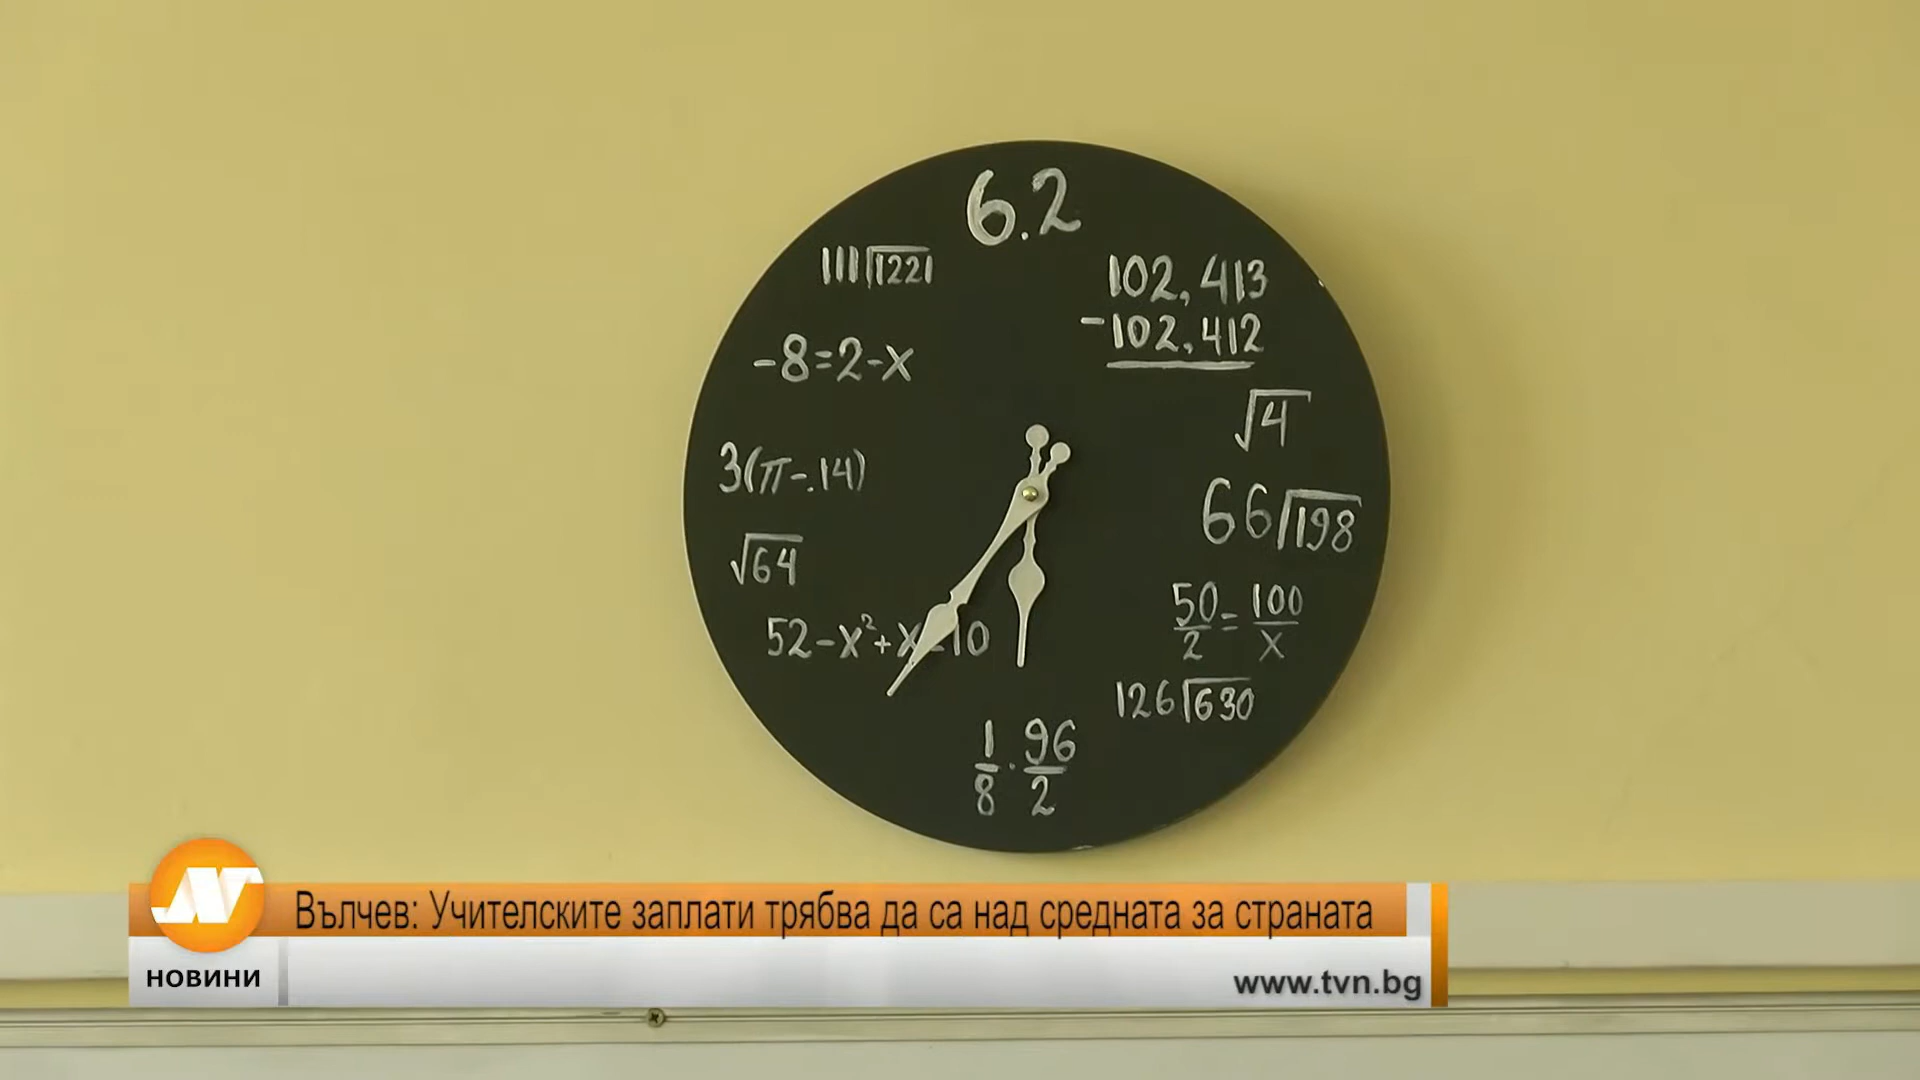 6.2
111√1221
102,413
-102,412
-8=2-x
√4
3(π-.14)
66√198
√64
50/2=100/x
52-x²+x=10
126√630
1/8·96/2
Вълчев: Учителските заплати трябва да са над средната за страната
НОВИНИ
www.tvn.bg